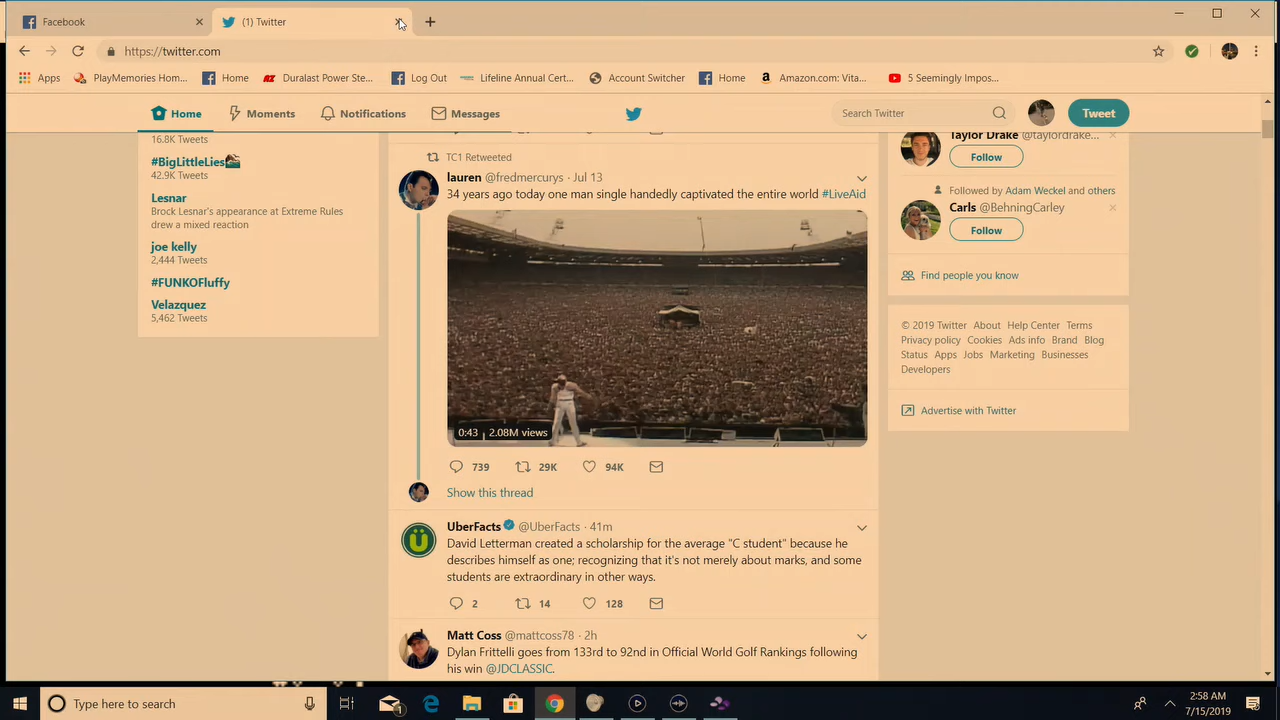 Facebook
(1) Twitter
https://twitter.com
Apps
PlayMemories Hom...
Home
Duralast Power Ste...
Log Out
Lifeline Annual Cert...
Account Switcher
Home
Amazon.com: Vita...
5 Seemingly Impos...
Home
Moments
Notifications
Messages
Search Twitter
Tweet
16.8K Tweets
#BigLittleLies
42.9K Tweets
Lesnar
Brock Lesnar's appearance at Extreme Rules
drew a mixed reaction
joe kelly
2,444 Tweets
#FUNKOFluffy
Velazquez
5,462 Tweets
TC1 Retweeted
lauren @fredmercurys · Jul 13
34 years ago today one man single handedly captivated the entire world #LiveAid
0:43 | 2.08M views
739
29K
94K
Show this thread
UberFacts @UberFacts · 41m
David Letterman created a scholarship for the average "C student" because he
describes himself as one; recognizing that it's not merely about marks, and some
students are extraordinary in other ways.
2
14
128
Matt Coss @mattcoss78 · 2h
Dylan Frittelli goes from 133rd to 92nd in Official World Golf Rankings following
his win @JDCLASSIC.
Taylor Drake @taylordrake...
Follow
Followed by Adam Weckel and others
Carls @BehningCarley
Follow
Find people you know
© 2019 Twitter About Help Center Terms
Privacy policy Cookies Ads info Brand Blog
Status Apps Jobs Marketing Businesses
Developers
Advertise with Twitter
Type here to search
1
2:58 AM
7/15/2019